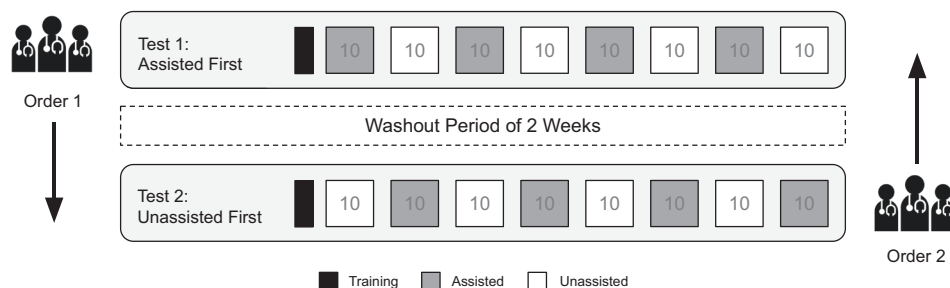 Test 1:
Assisted First
10 10 10 10 10 10 10 10
Order 1
Washout Period of 2 Weeks
Test 2:
Unassisted First
10 10 10 10 10 10 10 10
Order 2
Training Assisted Unassisted